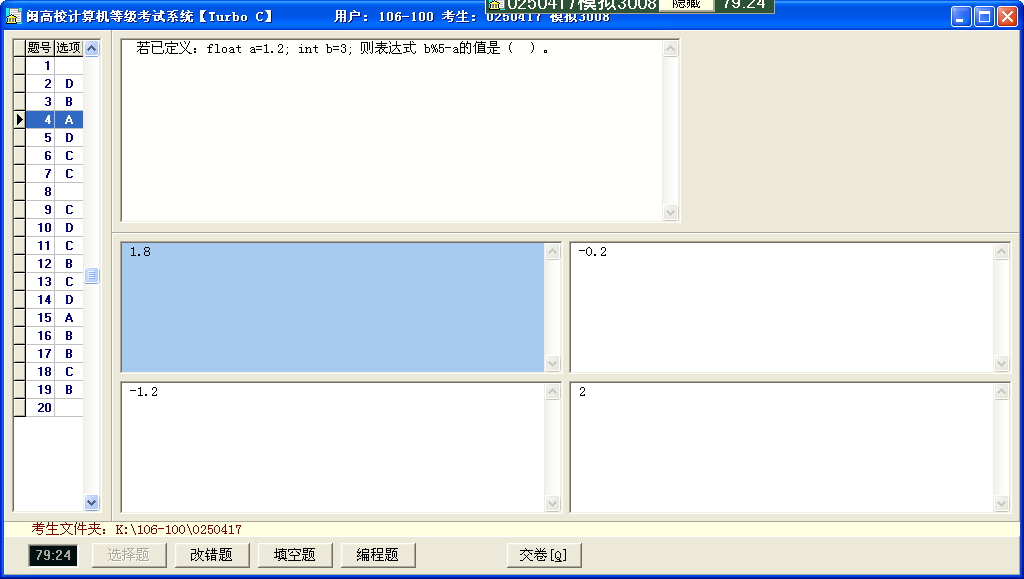 闽高校计算机等级考试系统【Turbo C】 用户: 106-100 考生: 0250417 模拟3008
0250417模拟3008 隐藏 79:24
题号 选项
1
2 D
3 B
4 A
5 D
6 C
7 C
8
9 C
10 D
11 C
12 B
13 C
14 D
15 A
16 B
17 B
18 C
19 B
20
若已定义: float a=1.2; int b=3; 则表达式 b%5-a的值是( )。
1.8
-0.2
-1.2
2
考生文件夹: K:\106-100\0250417
79:24 选择题 改错题 填空题 编程题 交卷[Q]